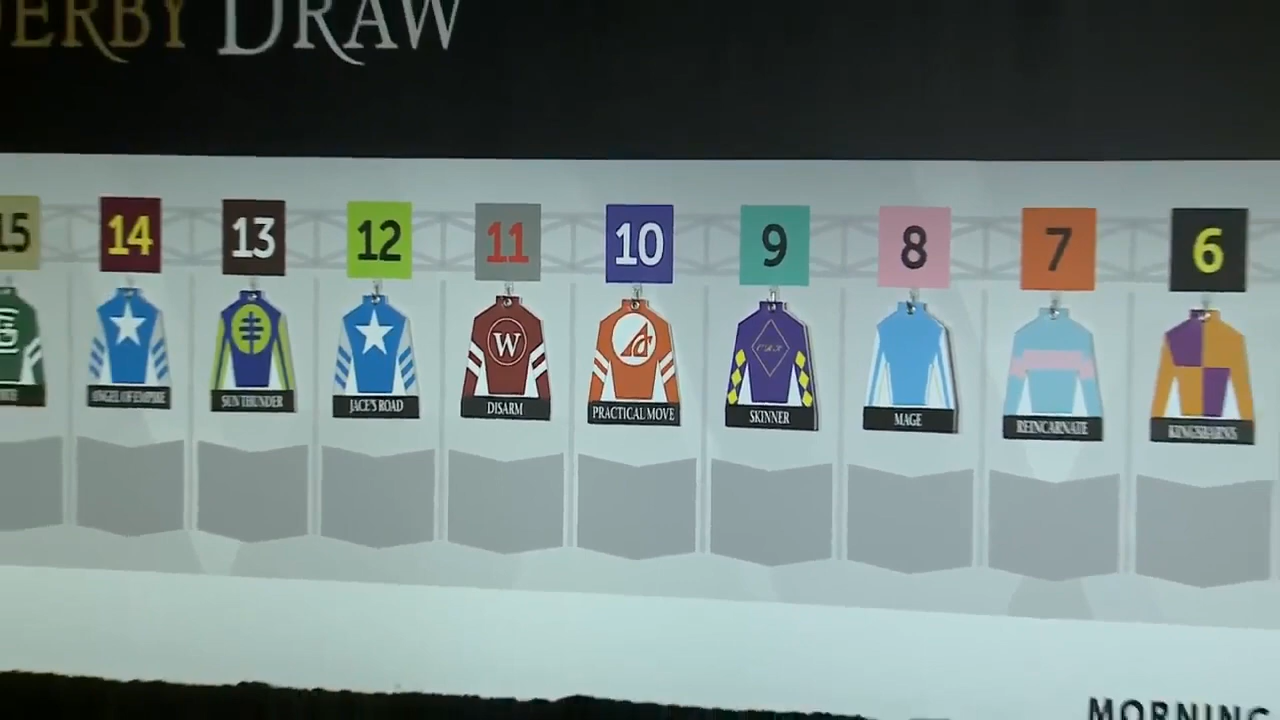 DERBY DRAW
15 14 13 12 11 10 9 8 7 6
W
ANGEL OF EMPIRE SUN THUNDER JACE'S ROAD DISARM PRACTICAL MOVE SKINNER MAGE REINCARNATE KINGSBARNS
MORNING